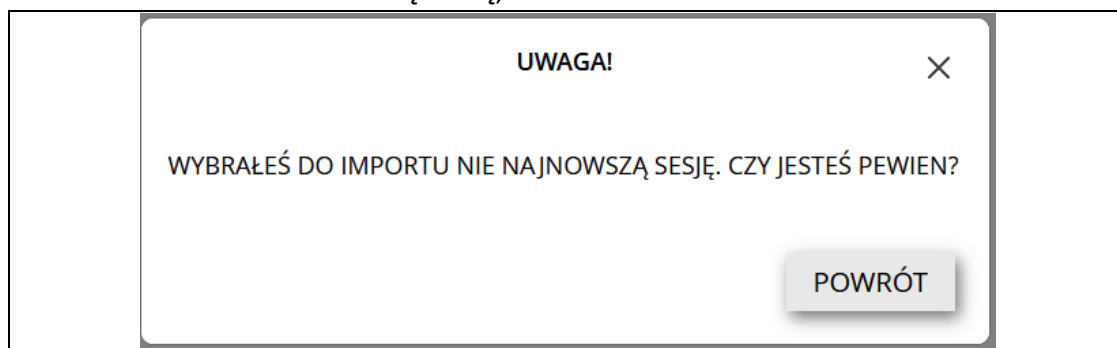 UWAGA!
WYBRAŁEŚ DO IMPORTU NIE NAJNOWSZĄ SESJĘ. CZY JESTEŚ PEWIEN?
POWRÓT